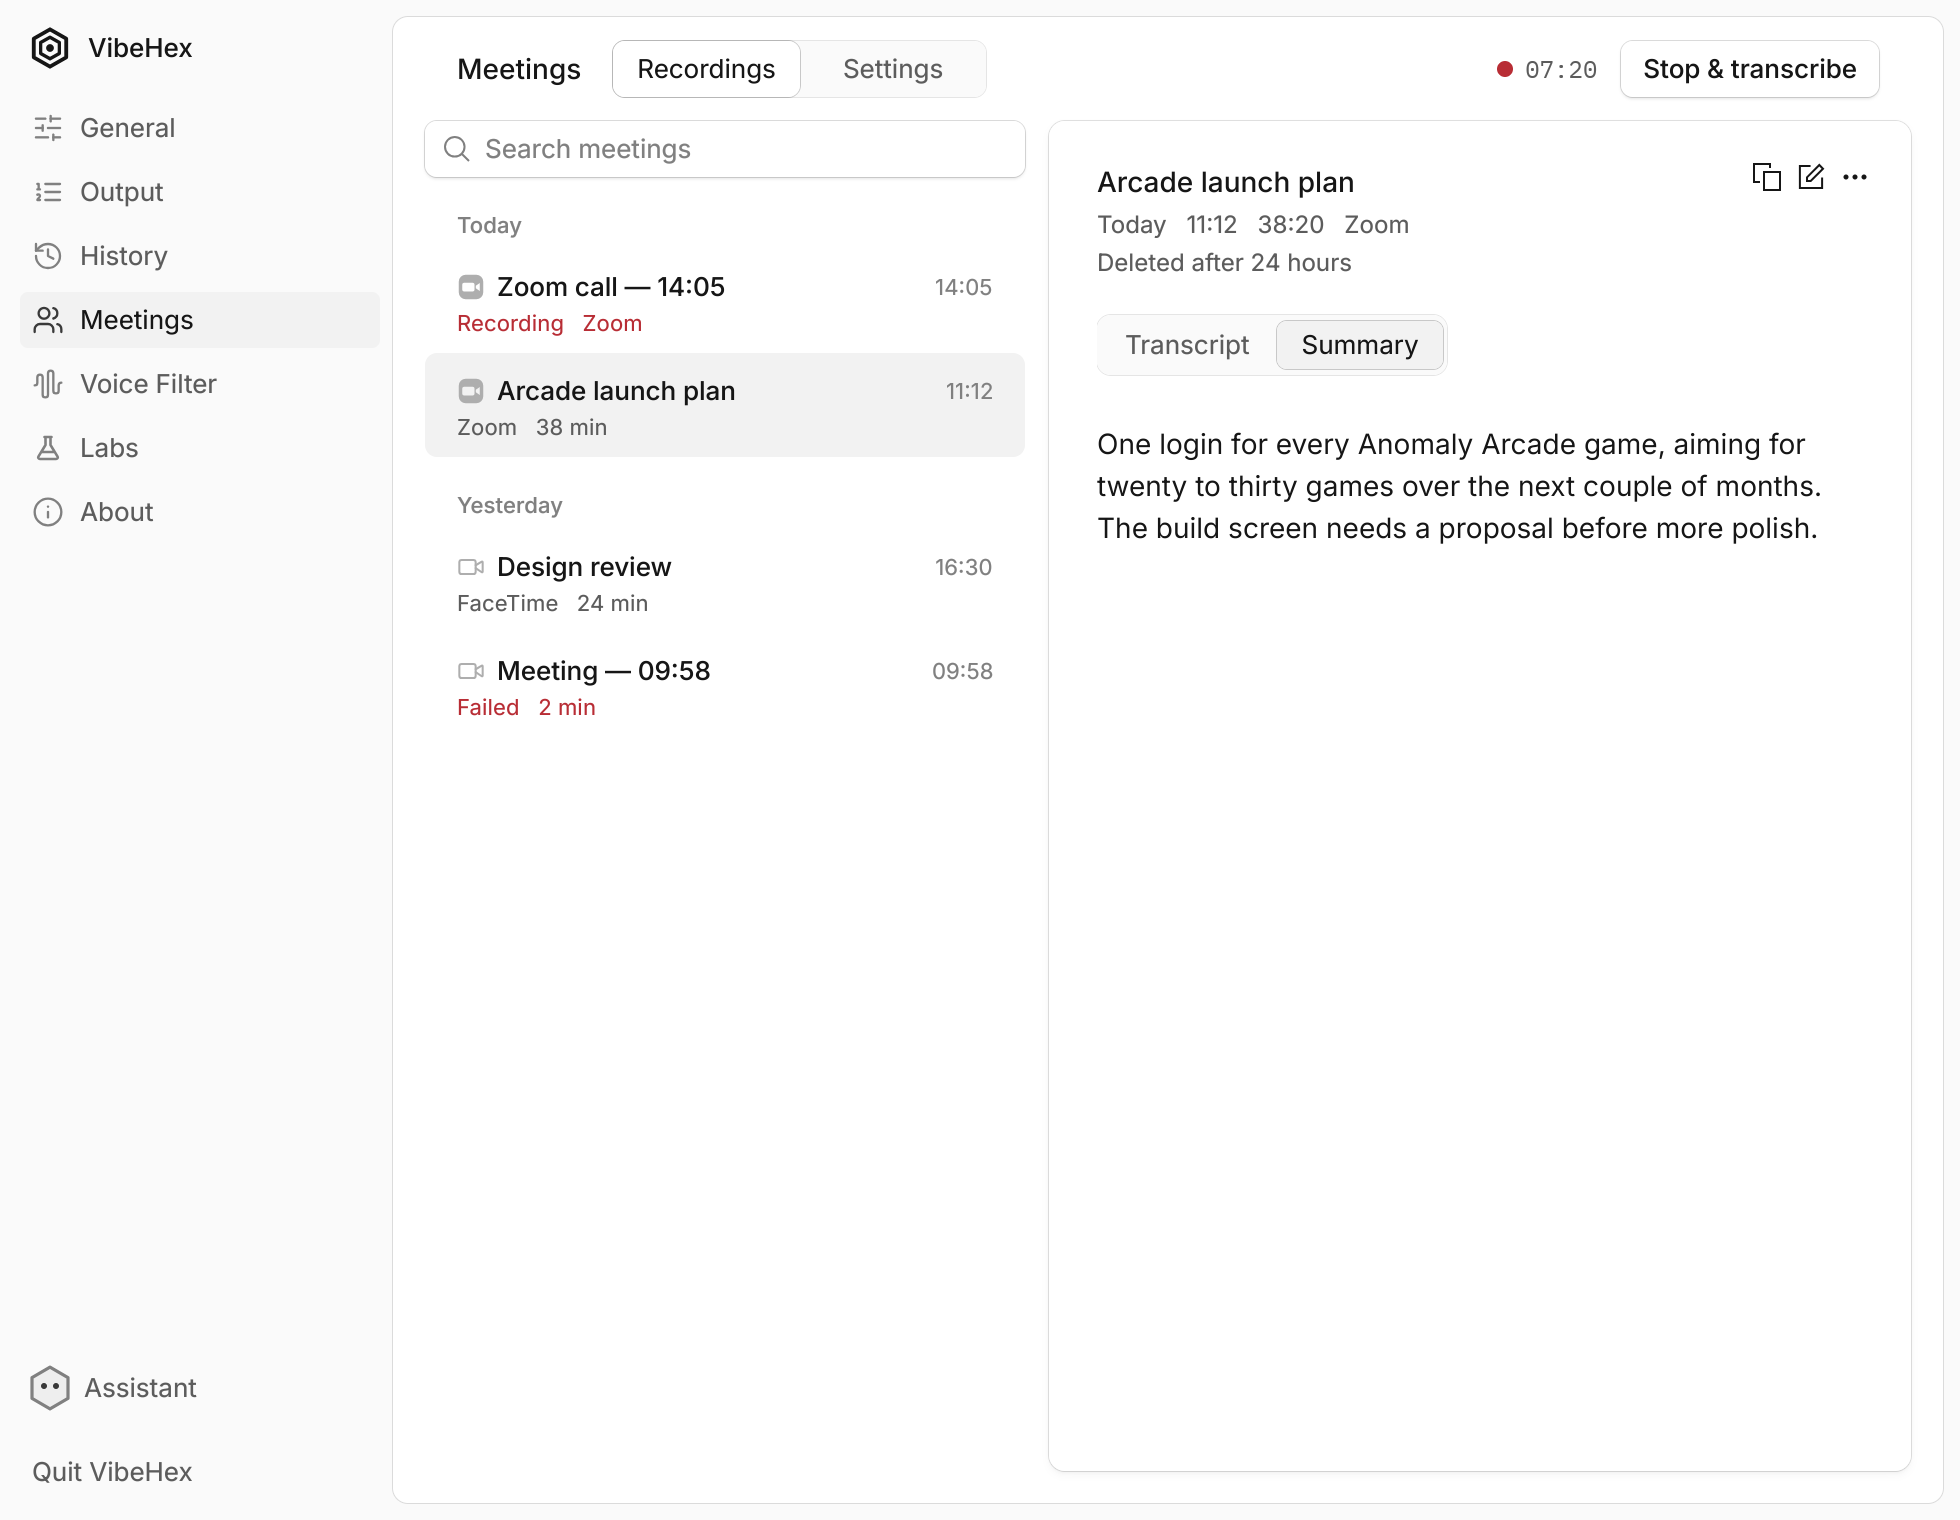 VibeHex
General
Output
History
Meetings
Voice Filter
Labs
About
Assistant
Quit VibeHex
Meetings Recordings Settings
07:20 Stop & transcribe
Search meetings
Today
Zoom call — 14:05 14:05
Recording Zoom
Arcade launch plan 11:12
Zoom 38 min
Yesterday
Design review 16:30
FaceTime 24 min
Meeting — 09:58 09:58
Failed 2 min
Arcade launch plan
Today 11:12 38:20 Zoom
Deleted after 24 hours
Transcript Summary
One login for every Anomaly Arcade game, aiming for
twenty to thirty games over the next couple of months.
The build screen needs a proposal before more polish.